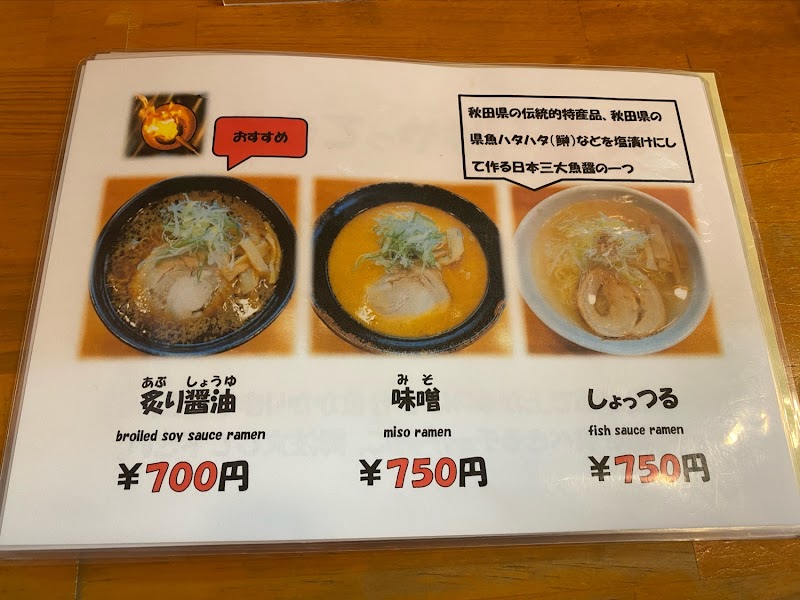 おすすめ
秋田県の伝統的特産品、秋田県の
県魚ハタハタ(鰰)などを塩漬けにし
て作る日本三大魚醬の一つ
あぶ しょうゆ
炙り醤油
broiled soy sauce ramen
¥700円
みそ
味噌
miso ramen
¥750円
しょっつる
fish sauce ramen
¥750円